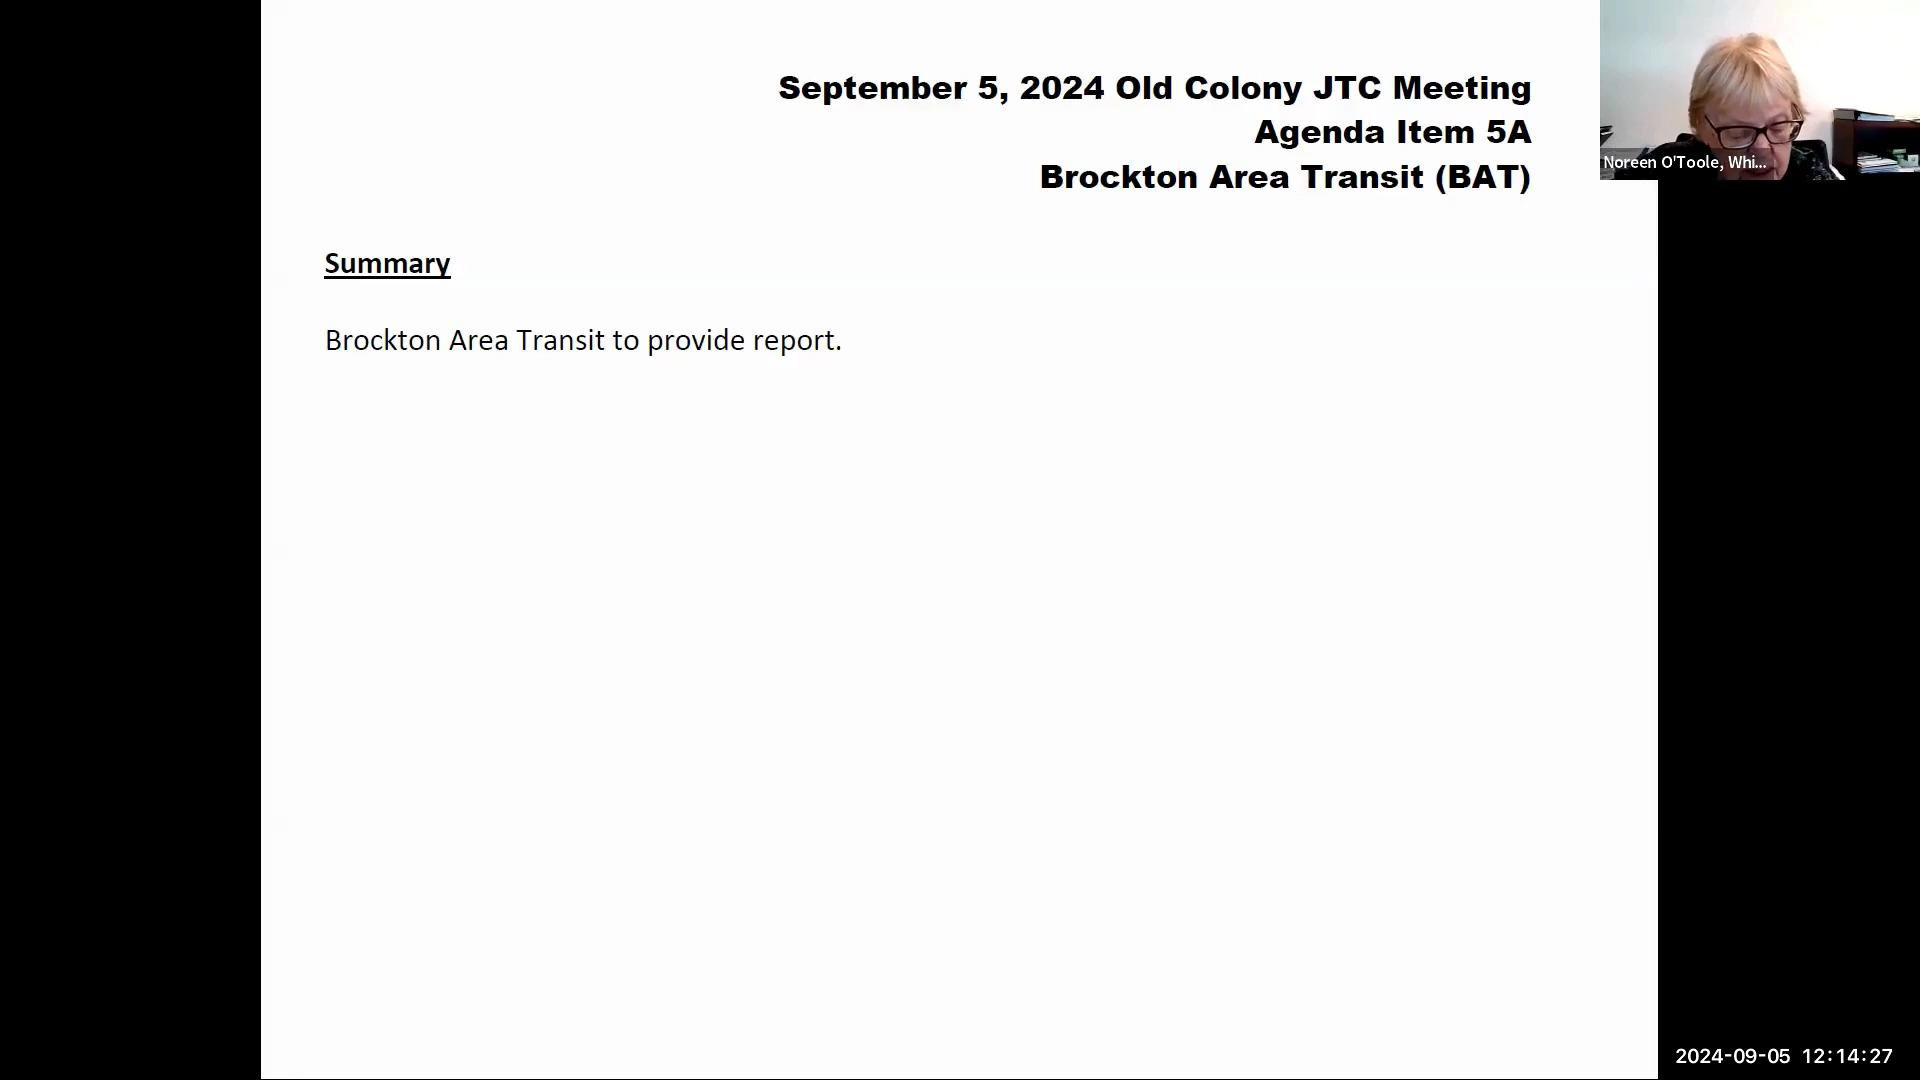 September 5, 2024 Old Colony JTC Meeting
Agenda Item 5A
Brockton Area Transit (BAT)
Noreen O'Toole, Whi...
Summary
Brockton Area Transit to provide report.
2024-09-05 12:14:27